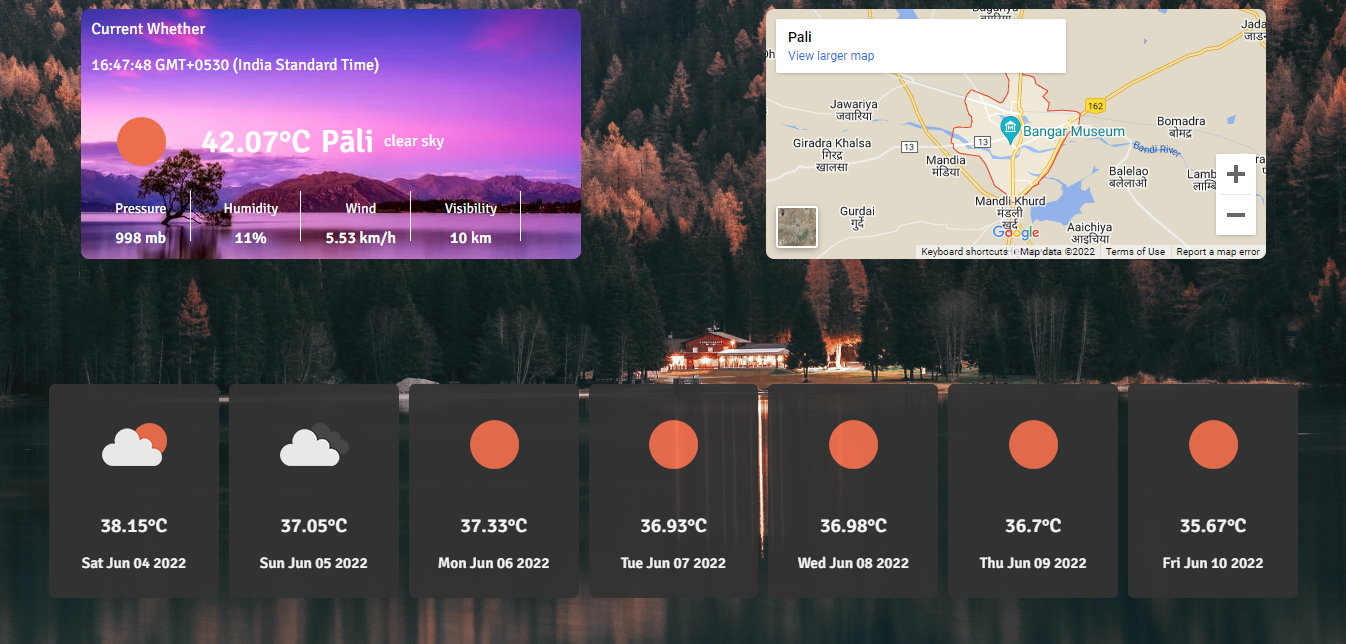 Current Whether
16:47:48 GMT+0530 (India Standard Time)
42.07°C Pāli clear sky
Pressure Humidity Wind Visibility
998 mb 11% 5.53 km/h 10 km
Pali
View larger map
जाडन
162
Jawariya
जवारिया
Bangar Museum
Bomadra
बोमद्र
Giradra Khalsa
गिरद्र
खालसा
13
13
Bandi River
Mandia
मंडिया
Balelao
बलेलाओ
Mandli Khurd
मंडली
खुर्द
Gurdai
गुर्दे
Aaichiya
आइचिया
Google
Keyboard shortcuts Map data ©2022 Terms of Use Report a map error
38.15°C
Sat Jun 04 2022
37.05°C
Sun Jun 05 2022
37.33°C
Mon Jun 06 2022
36.93°C
Tue Jun 07 2022
36.98°C
Wed Jun 08 2022
36.7°C
Thu Jun 09 2022
35.67°C
Fri Jun 10 2022